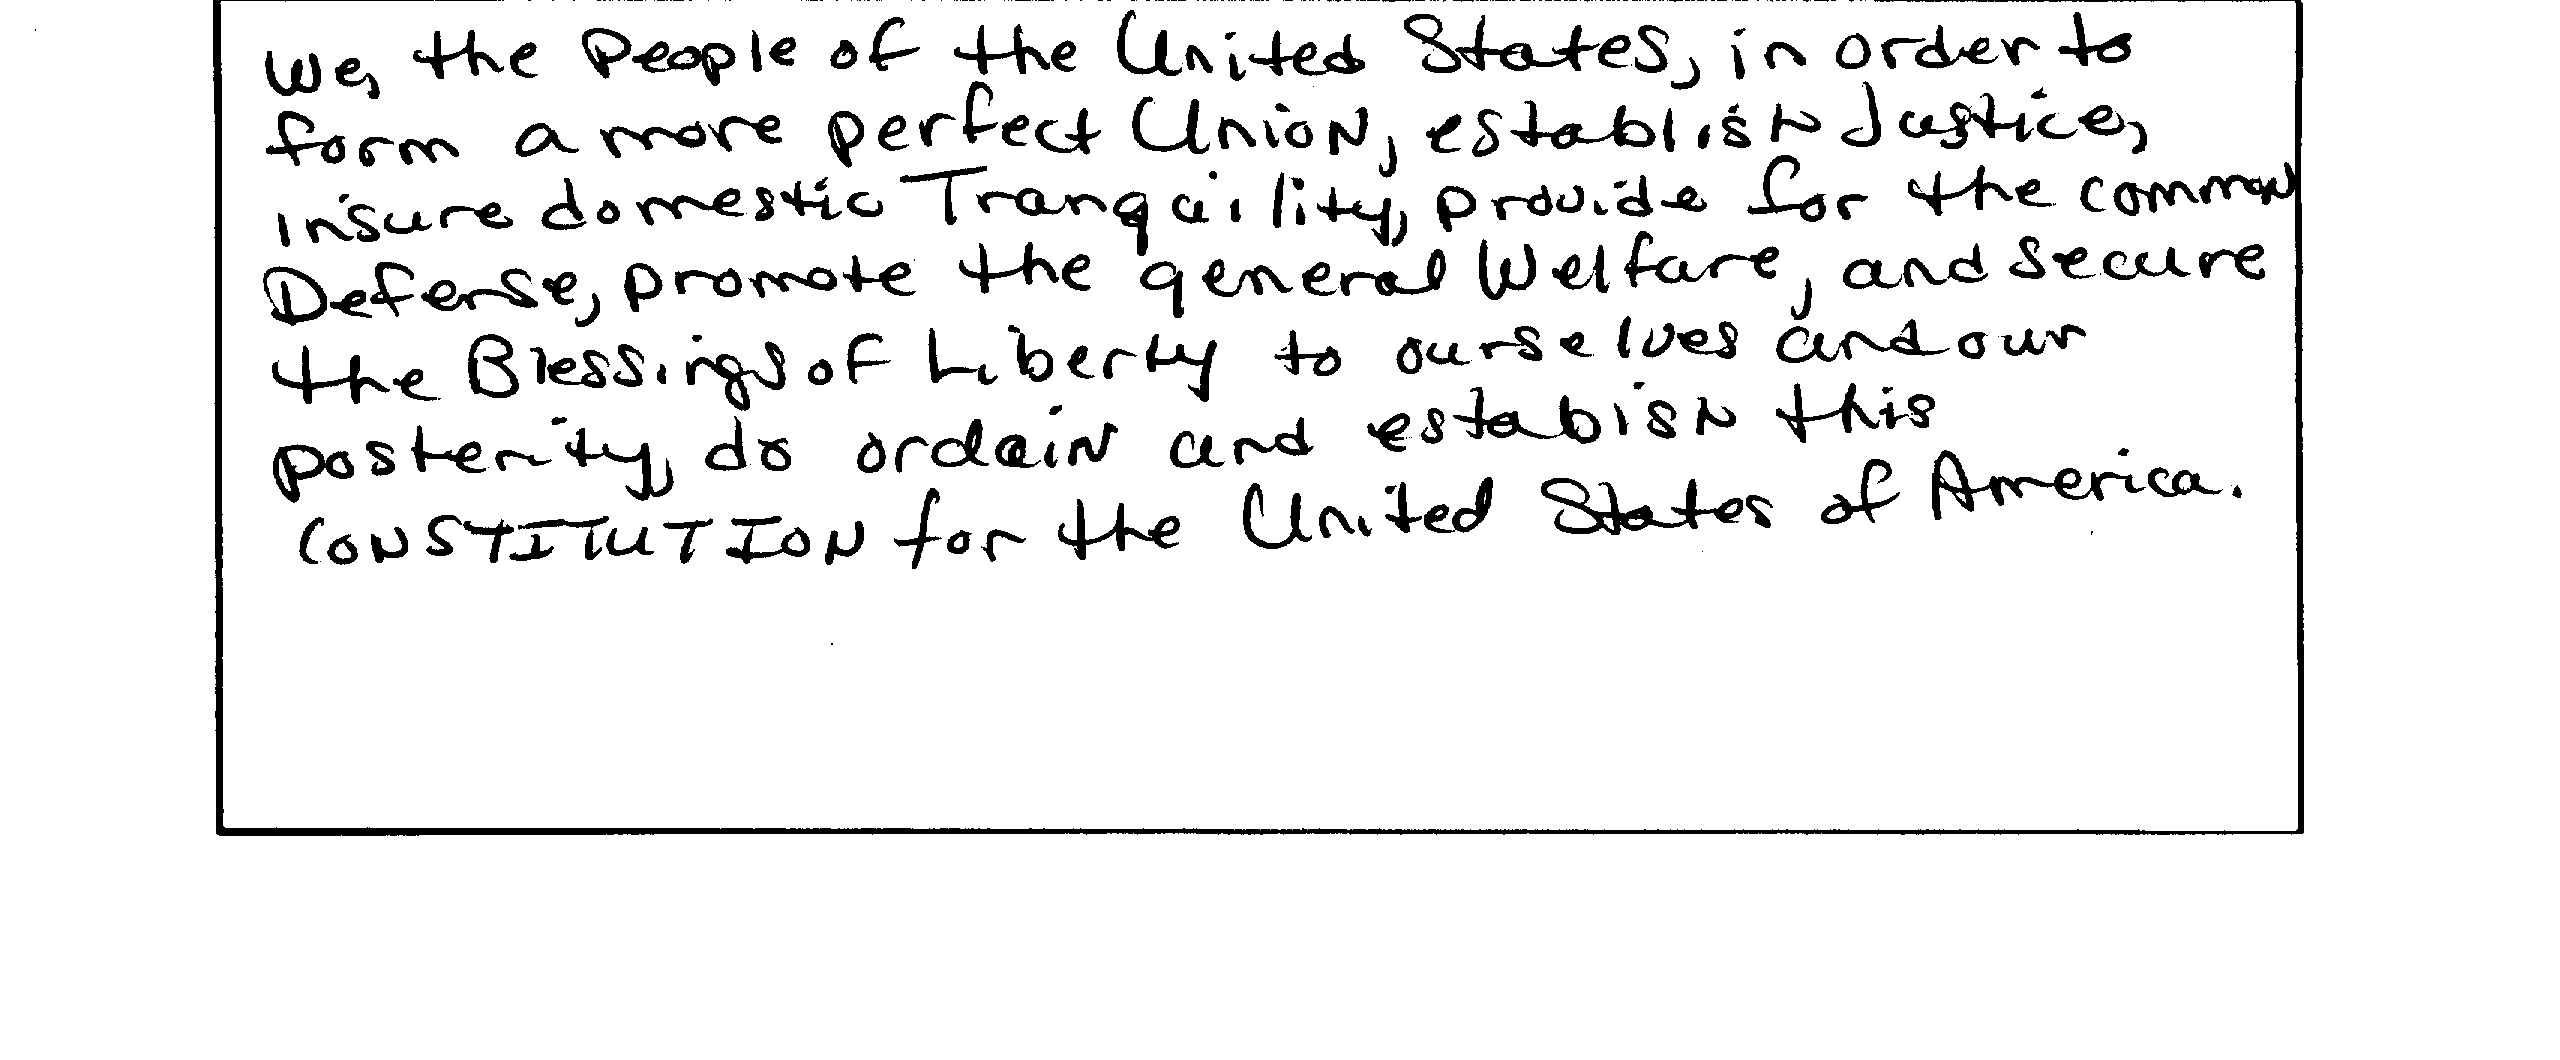 We, the People of the United States, in order to
form a more perfect Union, establish Justice,
insure domestic Tranquility, provide for the common
Defense, promote the general Welfare, and secure
the Blessings of Liberty to ourselves and our
posterity, do ordain and estabish this
CONSTITUTION for the United States of America.